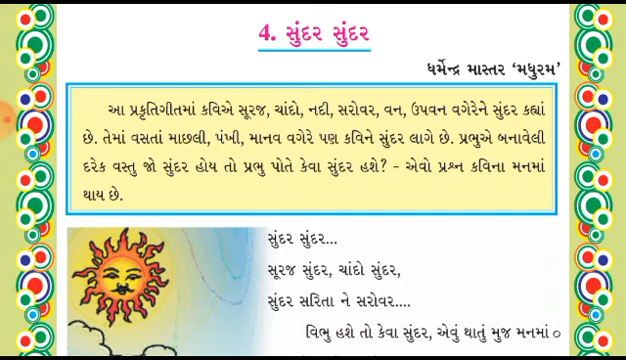 4. સુંદર સુંદર
ધર્મેન્દ્ર માસ્તર ‘મધુરમ’
આ પ્રકૃતિગીતમાં કવિએ સૂરજ, ચાંદો, નદી, સરોવર, વન, ઉપવન વગેરેને સુંદર કહ્યાં
છે. તેમાં વસતાં માછલી, પંખી, માનવ વગેરે પણ કવિને સુંદર લાગે છે. પ્રભુએ બનાવેલી
દરેક વસ્તુ જો સુંદર હોય તો પ્રભુ પોતે કેવા સુંદર હશે? - એવો પ્રશ્ન કવિના મનમાં
થાય છે.
સુંદર સુંદર...
સૂરજ સુંદર, ચાંદો સુંદર,
સુંદર સરિતા ને સરોવર....
વિભુ હશે તો કેવા સુંદર, એવું થાતું મુજ મનમાં ૦